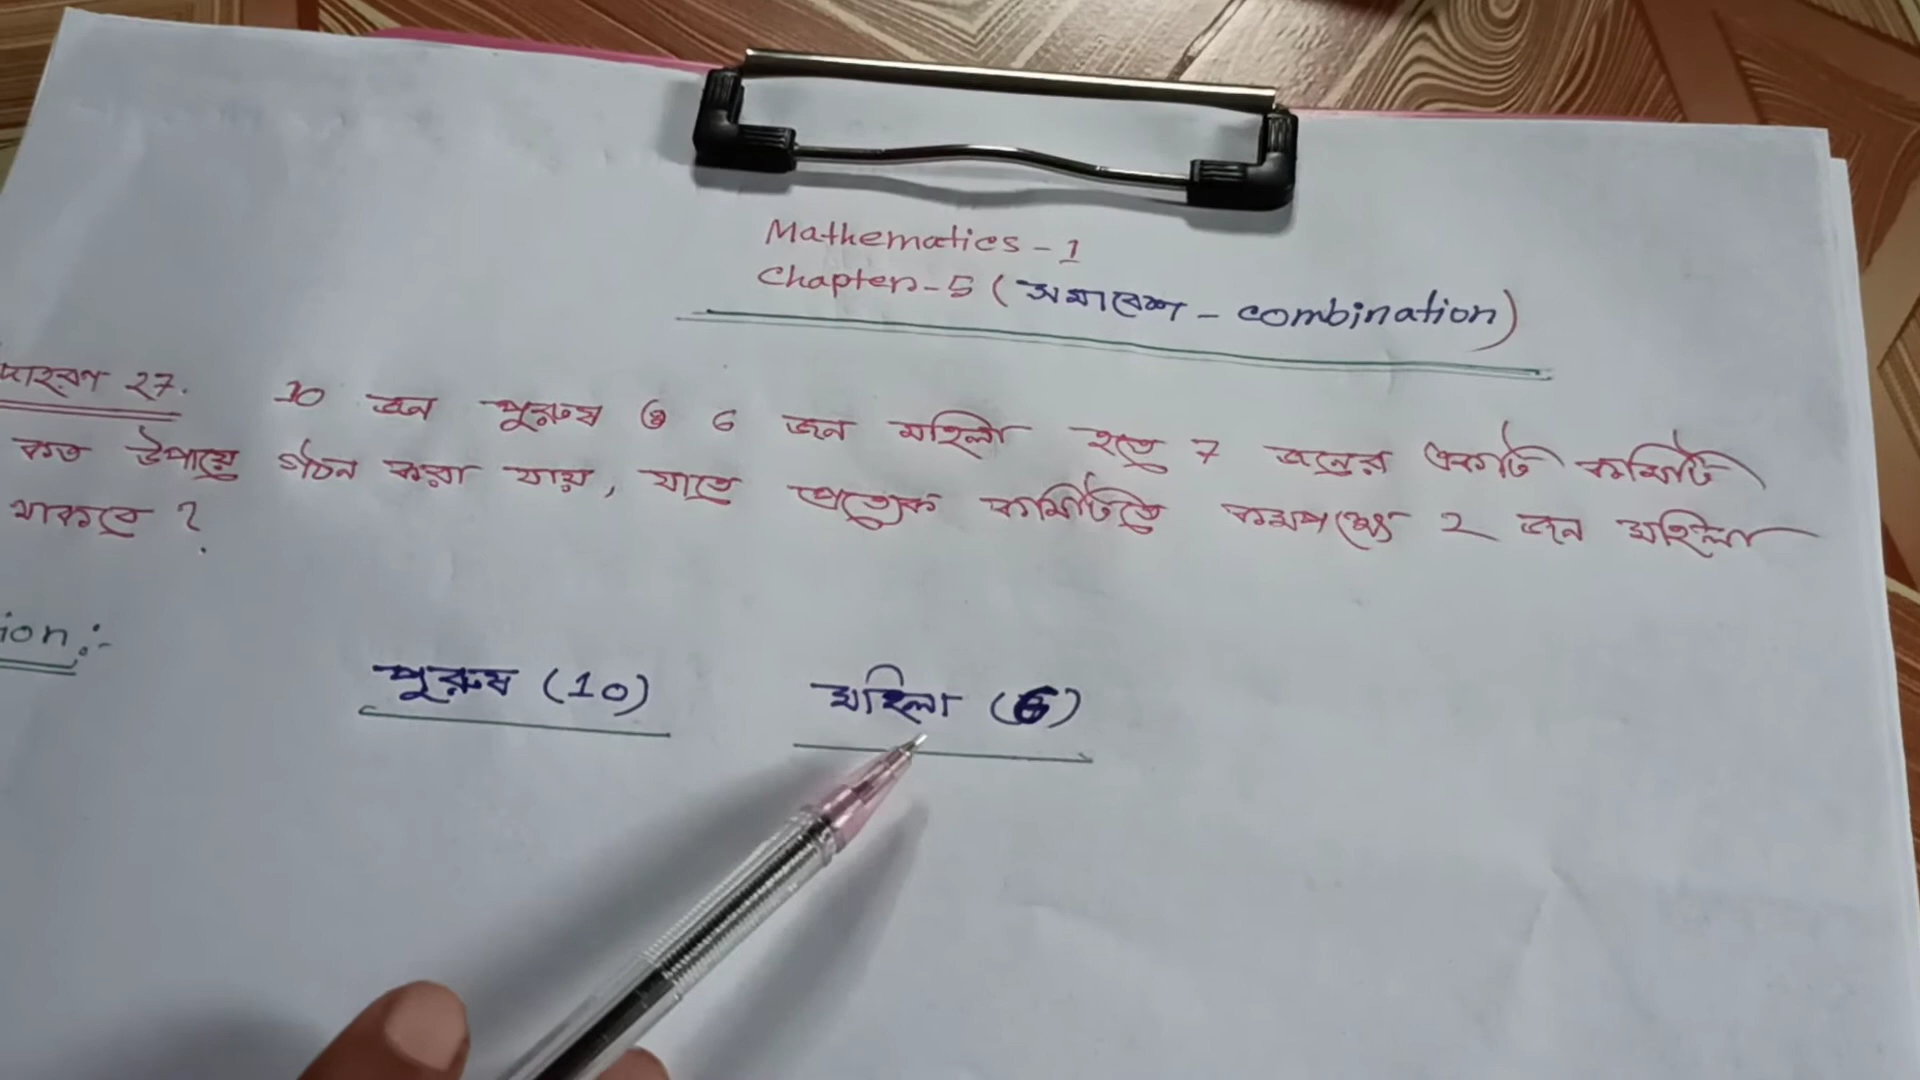 Mathematics - 1
Chapter-5 (সমাবেশ - combination)
দাহরণ 27. 10 জন পুরুষ ও 6 জন মহিলা হতে 7 জনের একটি কমিটি
কত উপায়ে গঠন করা যায়, যাতে প্রত্যেক কমিটিতে কমপক্ষে 2 জন মহিলা
থাকবে ?
ion :-
পুরুষ (10) মহিলা (6)